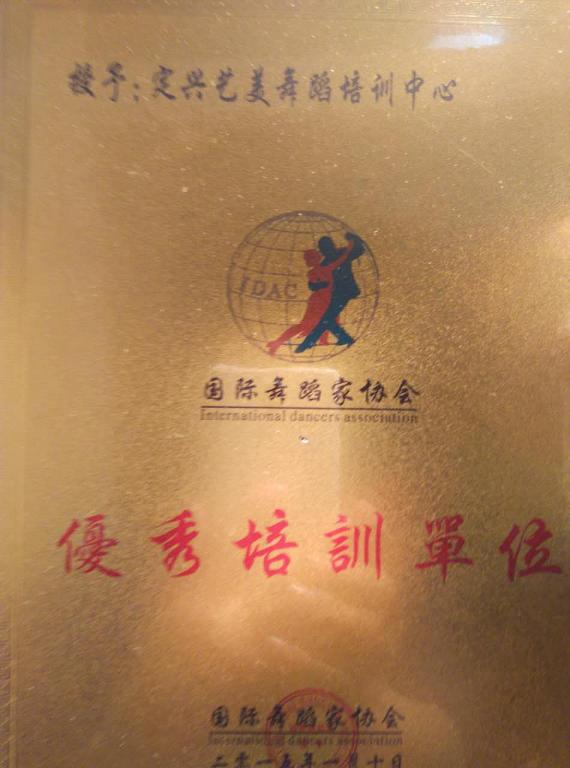 授予:定兴艺美舞蹈培训中心
IDAC
国际舞蹈家协会
International dancers association
優秀培訓單位
国际舞蹈家协会
International dancers association
二零一五年一月十日